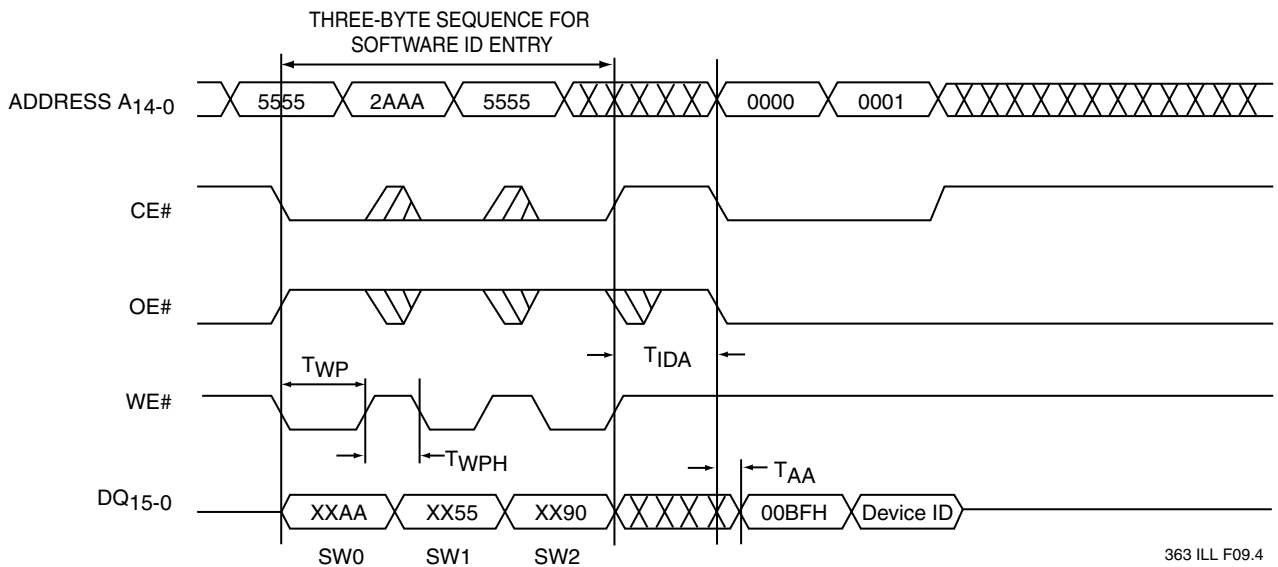 THREE-BYTE SEQUENCE FOR
SOFTWARE ID ENTRY
ADDRESS A14-0
5555 2AAA 5555 0000 0001
CE#
OE#
TIDA
TWP
WE#
TWPH
TAA
DQ15-0
XXAA XX55 XX90 00BFH Device ID
SW0 SW1 SW2
363 ILL F09.4